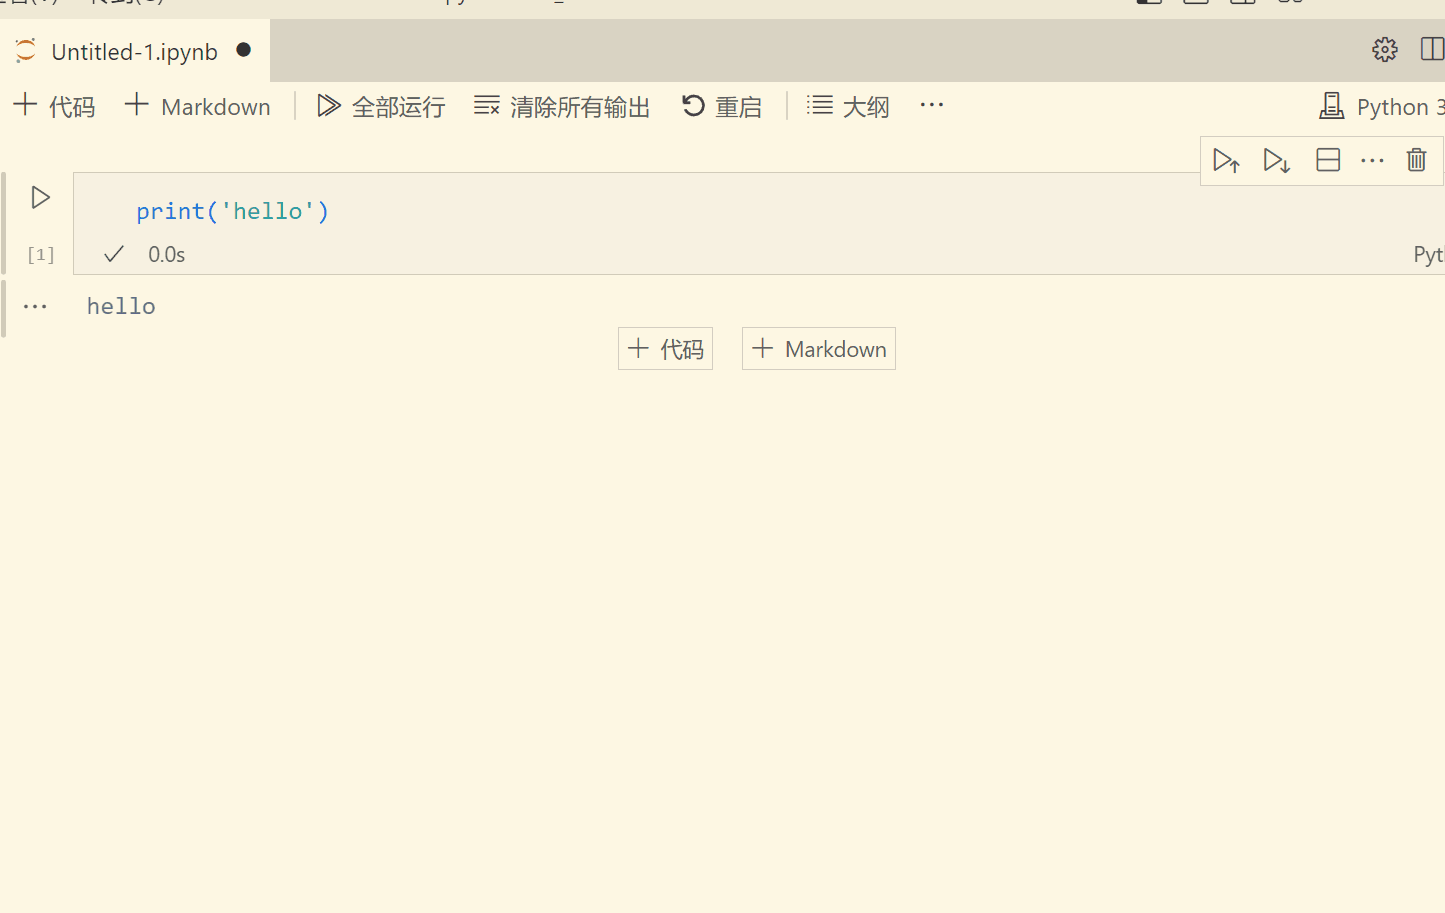 Untitled-1.ipynb
代码 Markdown 全部运行 清除所有输出 重启 大纲 ... Python 3
print('hello')
[1] 0.0s Pyt
hello
代码 Markdown